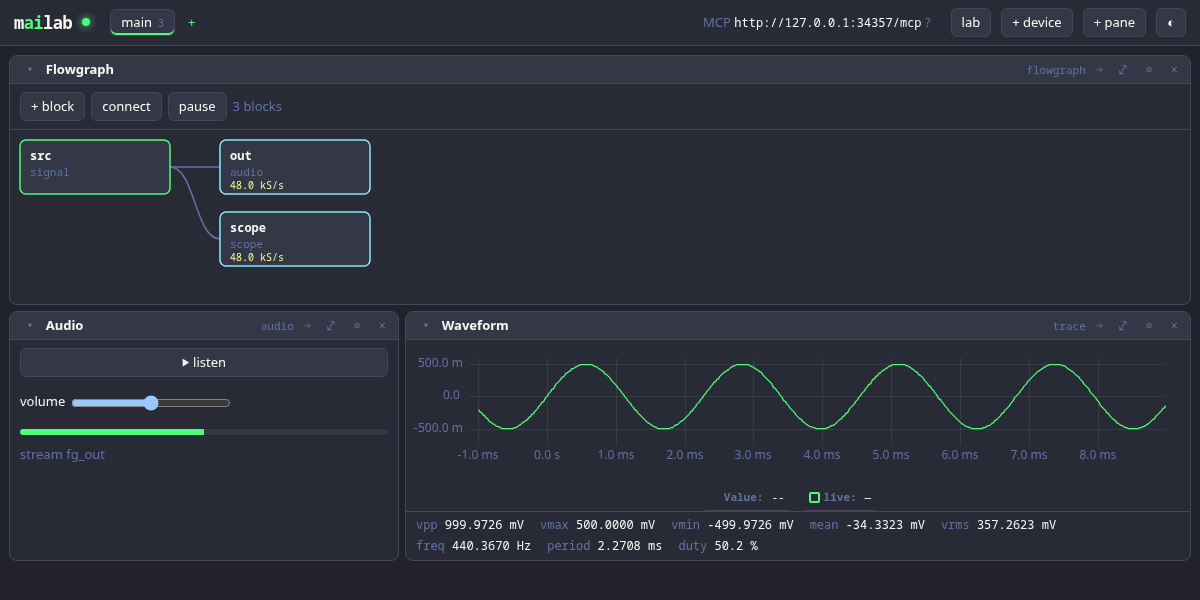 mailab main 3 + MCP http://127.0.0.1:34357/mcp ? lab + device + pane
Flowgraph flowgraph
+ block connect pause 3 blocks
src
signal
out
audio
48.0 kS/s
scope
scope
48.0 kS/s
Audio audio
listen
volume
stream fg_out
Waveform trace
500.0 m
0.0
-500.0 m
-1.0 ms 0.0 s 1.0 ms 2.0 ms 3.0 ms 4.0 ms 5.0 ms 6.0 ms 7.0 ms 8.0 ms
Value: -- live: —
vpp 999.9726 mV vmax 500.0000 mV vmin -499.9726 mV mean -34.3323 mV vrms 357.2623 mV
freq 440.3670 Hz period 2.2708 ms duty 50.2 %